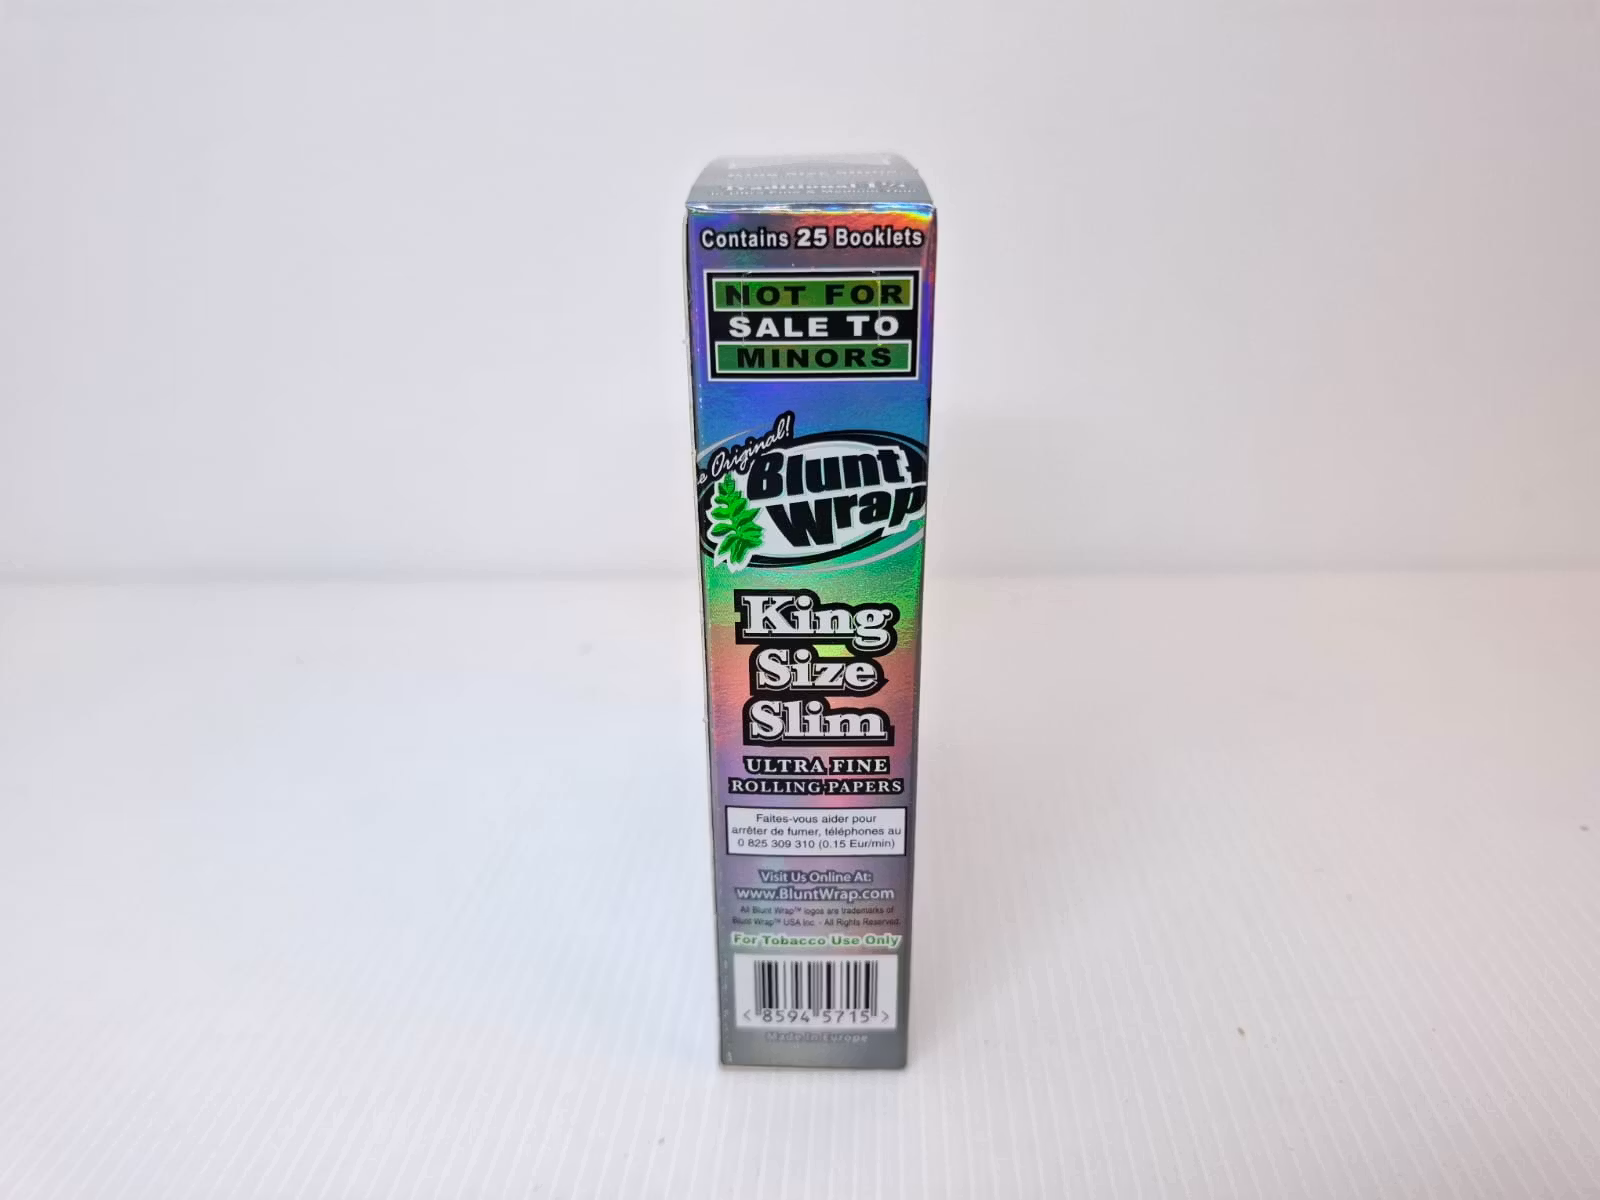 Traditional 1¼
Contains 25 Booklets
NOT FOR
SALE TO
MINORS
Original!
Blunt
Wrap
King
Size
Slim
ULTRA FINE
ROLLING PAPERS
Faites-vous aider pour
arrêter de fumer, téléphones au
0 825 309 310 (0.15 Eur/min)
Visit Us Online At:
www.BluntWrap.com
All Blunt Wrap™ logos are trademarks of
Blunt Wrap™ USA Inc. - All Rights Reserved.
For Tobacco Use Only
< 8594 5715 >
Made In Europe